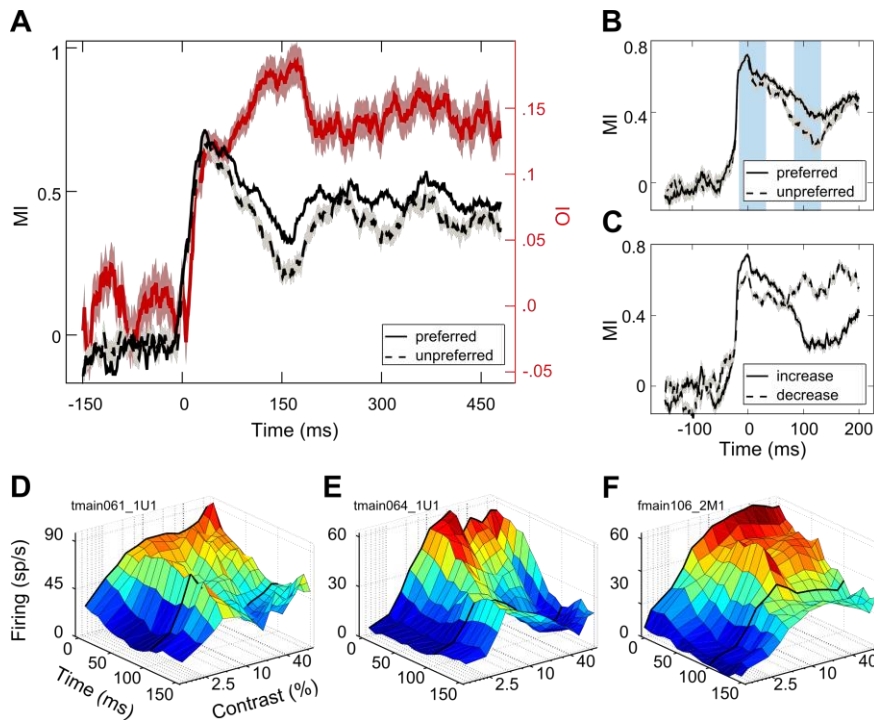 A
1
0.5
0
MI
.15
.1
.05
.0
-.05
OI
preferred
unpreferred
-150
0
150
300
450
Time (ms)
B
0.8
0.4
0
MI
preferred
unpreferred
C
0.8
0.4
0
MI
increase
decrease
-100
0
100
200
Time (ms)
D
tmain061_1U1
90
45
0
Firing (sp/s)
50
100
150
Time (ms)
2.5
10
40
Contrast (%)
E
tmain064_1U1
60
30
0
50
100
150
2.5
10
40
F
fmain106_2M1
60
30
0
50
100
150
2.5
10
40